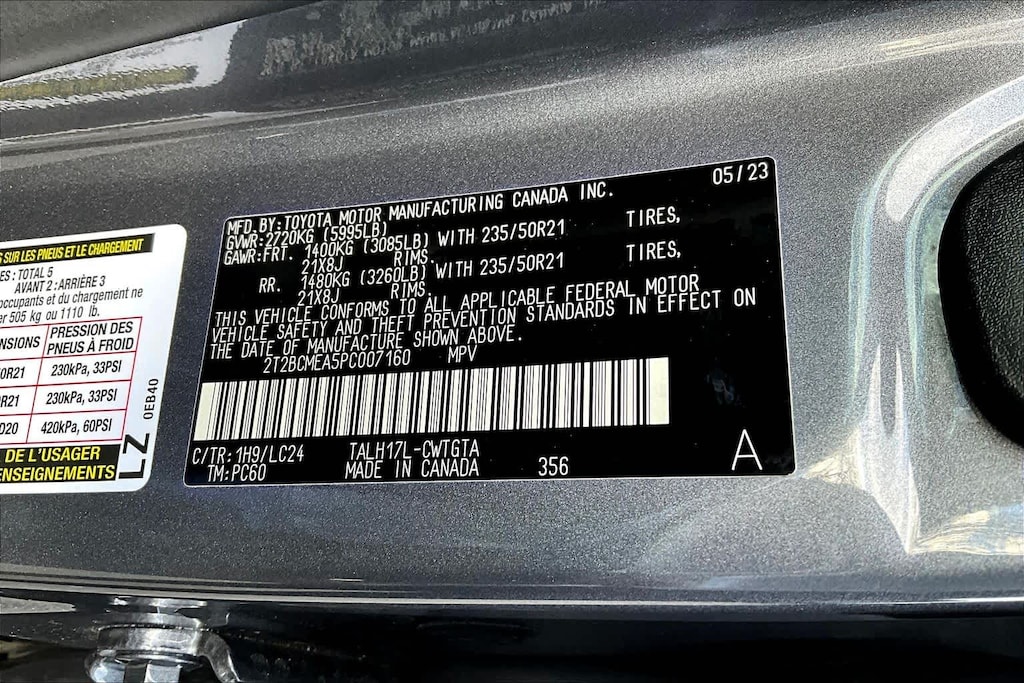 S SUR LES PNEUS ET LE CHARGEMENT
ES : TOTAL 5
AVANT 2 : ARRIÈRE 3
occupants et du chargement ne
er 505 kg ou 1110 lb.
NSIONS PRESSION DES PNEUS À FROID
0R21 230kPa, 33PSI
0R21 230kPa, 33PSI
D20 420kPa, 60PSI
DE L'USAGER
ENSEIGNEMENTS
LZ 0EB40
MFD. BY: TOYOTA MOTOR MANUFACTURING CANADA INC. 05/23
GVWR: 2720KG (5995LB)
GAWR: FRT. 1400KG (3085LB) WITH 235/50R21 TIRES,
21X8J RIMS.
RR. 1480KG (3260LB) WITH 235/50R21 TIRES,
21X8J RIMS.
THIS VEHICLE CONFORMS TO ALL APPLICABLE FEDERAL MOTOR
VEHICLE SAFETY AND THEFT PREVENTION STANDARDS IN EFFECT ON
THE DATE OF MANUFACTURE SHOWN ABOVE.
2T2BCMEA5PC007160 MPV
C/TR: 1H9/LC24 TALH17L-CWTGTA
TM: PC60 MADE IN CANADA 356 A